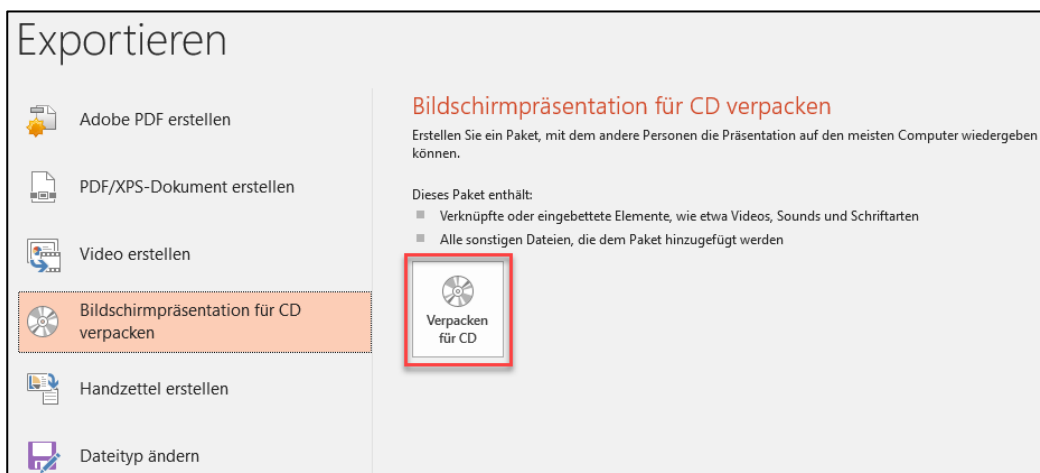 Exportieren
Adobe PDF erstellen
PDF/XPS-Dokument erstellen
Video erstellen
Bildschirmpräsentation für CD
verpacken
Handzettel erstellen
Dateityp ändern
Bildschirmpräsentation für CD verpacken
Erstellen Sie ein Paket, mit dem andere Personen die Präsentation auf den meisten Computer wiedergeben
können.
Dieses Paket enthält:
Verknüpfte oder eingebettete Elemente, wie etwa Videos, Sounds und Schriftarten
Alle sonstigen Dateien, die dem Paket hinzugefügt werden
Verpacken
für CD